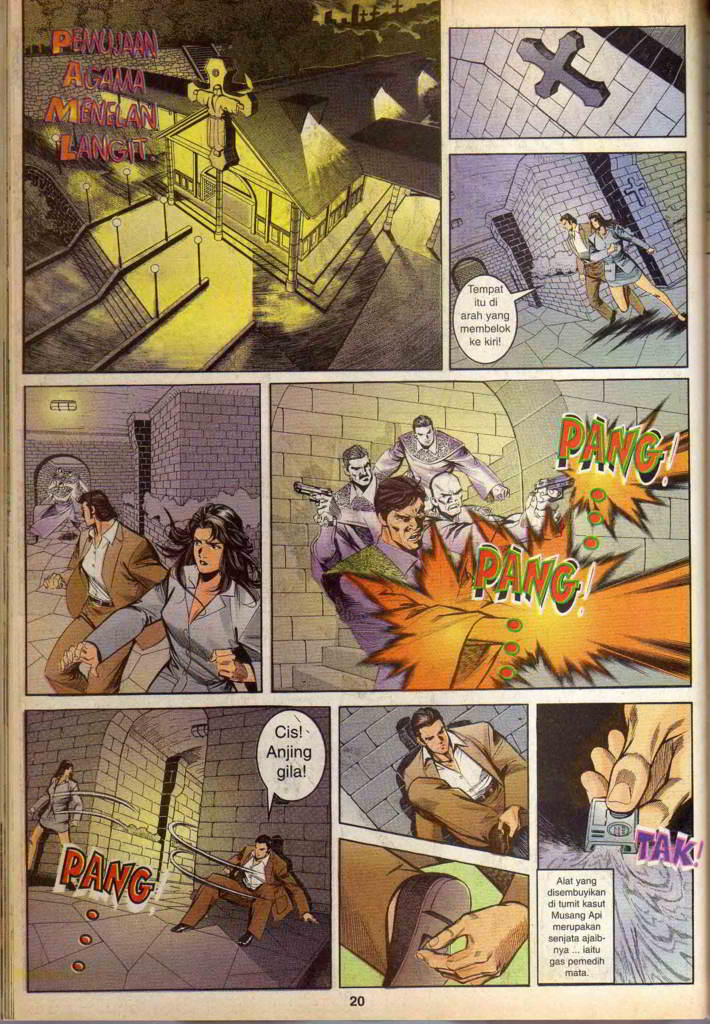 PEMUJAAN
AGAMA
MENELAN
LANGIT.
Tempat
itu di
arah yang
membelok
ke kiri!
PANG!
PANG!
Cis!
Anjing
gila!
PANG
TAK!
Alat yang
disembuyikan
di tumit kasut
Musang Api
merupakan
senjata ajaib-
nya ... iaitu
gas pemedih
mata.
20